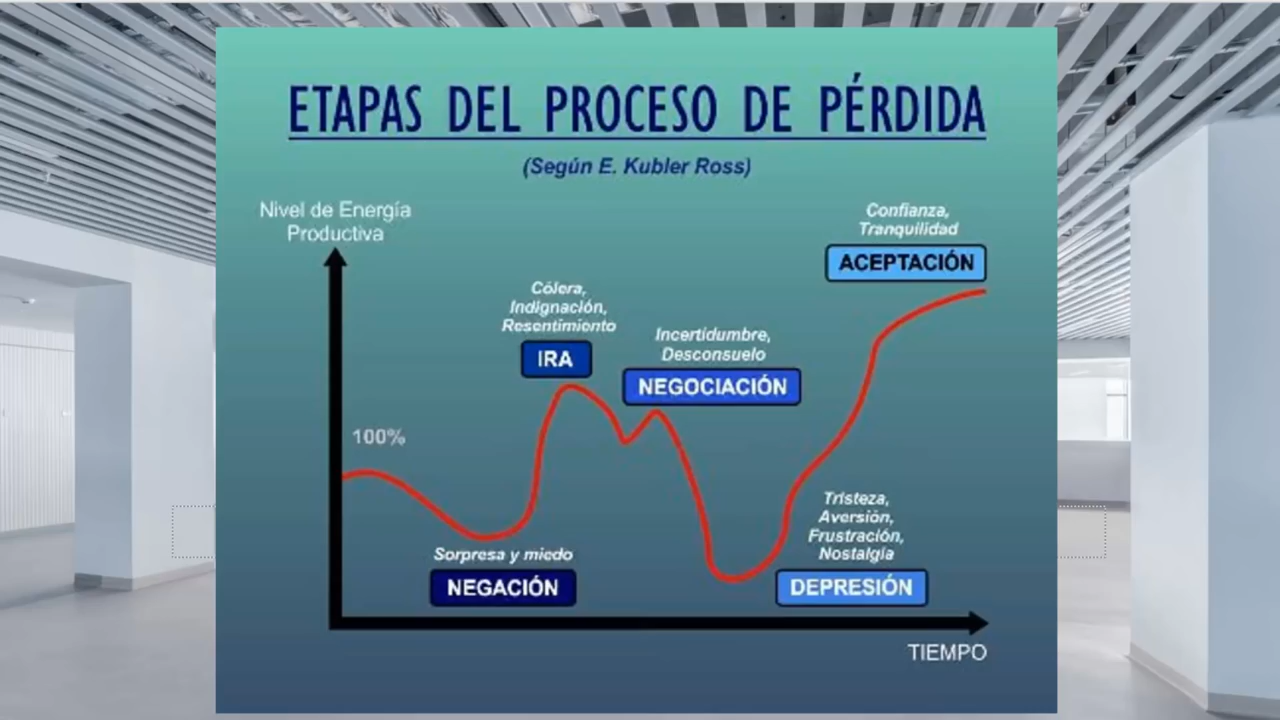 ETAPAS DEL PROCESO DE PÉRDIDA
(Según E. Kubler Ross)
Nivel de Energía
Productiva
Confianza,
Tranquilidad
ACEPTACIÓN
Cólera,
Indignación,
Resentimiento
IRA
Incertidumbre,
Desconsuelo
NEGOCIACIÓN
100%
Tristeza,
Aversión,
Frustración,
Nostalgia
DEPRESIÓN
Sorpresa y miedo
NEGACIÓN
TIEMPO